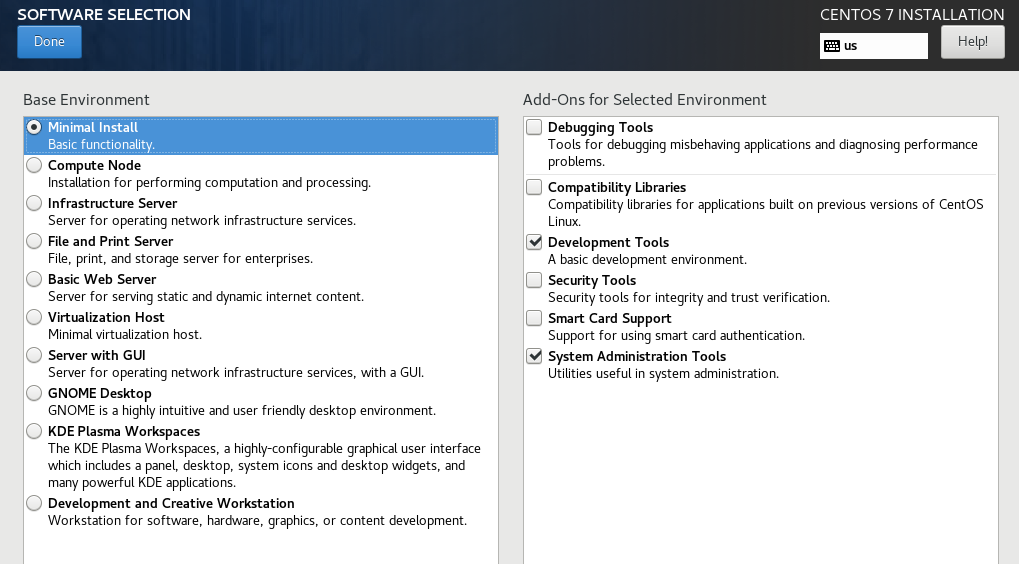 SOFTWARE SELECTION
CENTOS 7 INSTALLATION
Done
us
Help!
Base Environment
Minimal Install
Basic functionality.
Compute Node
Installation for performing computation and processing.
Infrastructure Server
Server for operating network infrastructure services.
File and Print Server
File, print, and storage server for enterprises.
Basic Web Server
Server for serving static and dynamic internet content.
Virtualization Host
Minimal virtualization host.
Server with GUI
Server for operating network infrastructure services, with a GUI.
GNOME Desktop
GNOME is a highly intuitive and user friendly desktop environment.
KDE Plasma Workspaces
The KDE Plasma Workspaces, a highly-configurable graphical user interface
which includes a panel, desktop, system icons and desktop widgets, and
many powerful KDE applications.
Development and Creative Workstation
Workstation for software, hardware, graphics, or content development.
Add-Ons for Selected Environment
Debugging Tools
Tools for debugging misbehaving applications and diagnosing performance
problems.
Compatibility Libraries
Compatibility libraries for applications built on previous versions of CentOS
Linux.
Development Tools
A basic development environment.
Security Tools
Security tools for integrity and trust verification.
Smart Card Support
Support for using smart card authentication.
System Administration Tools
Utilities useful in system administration.